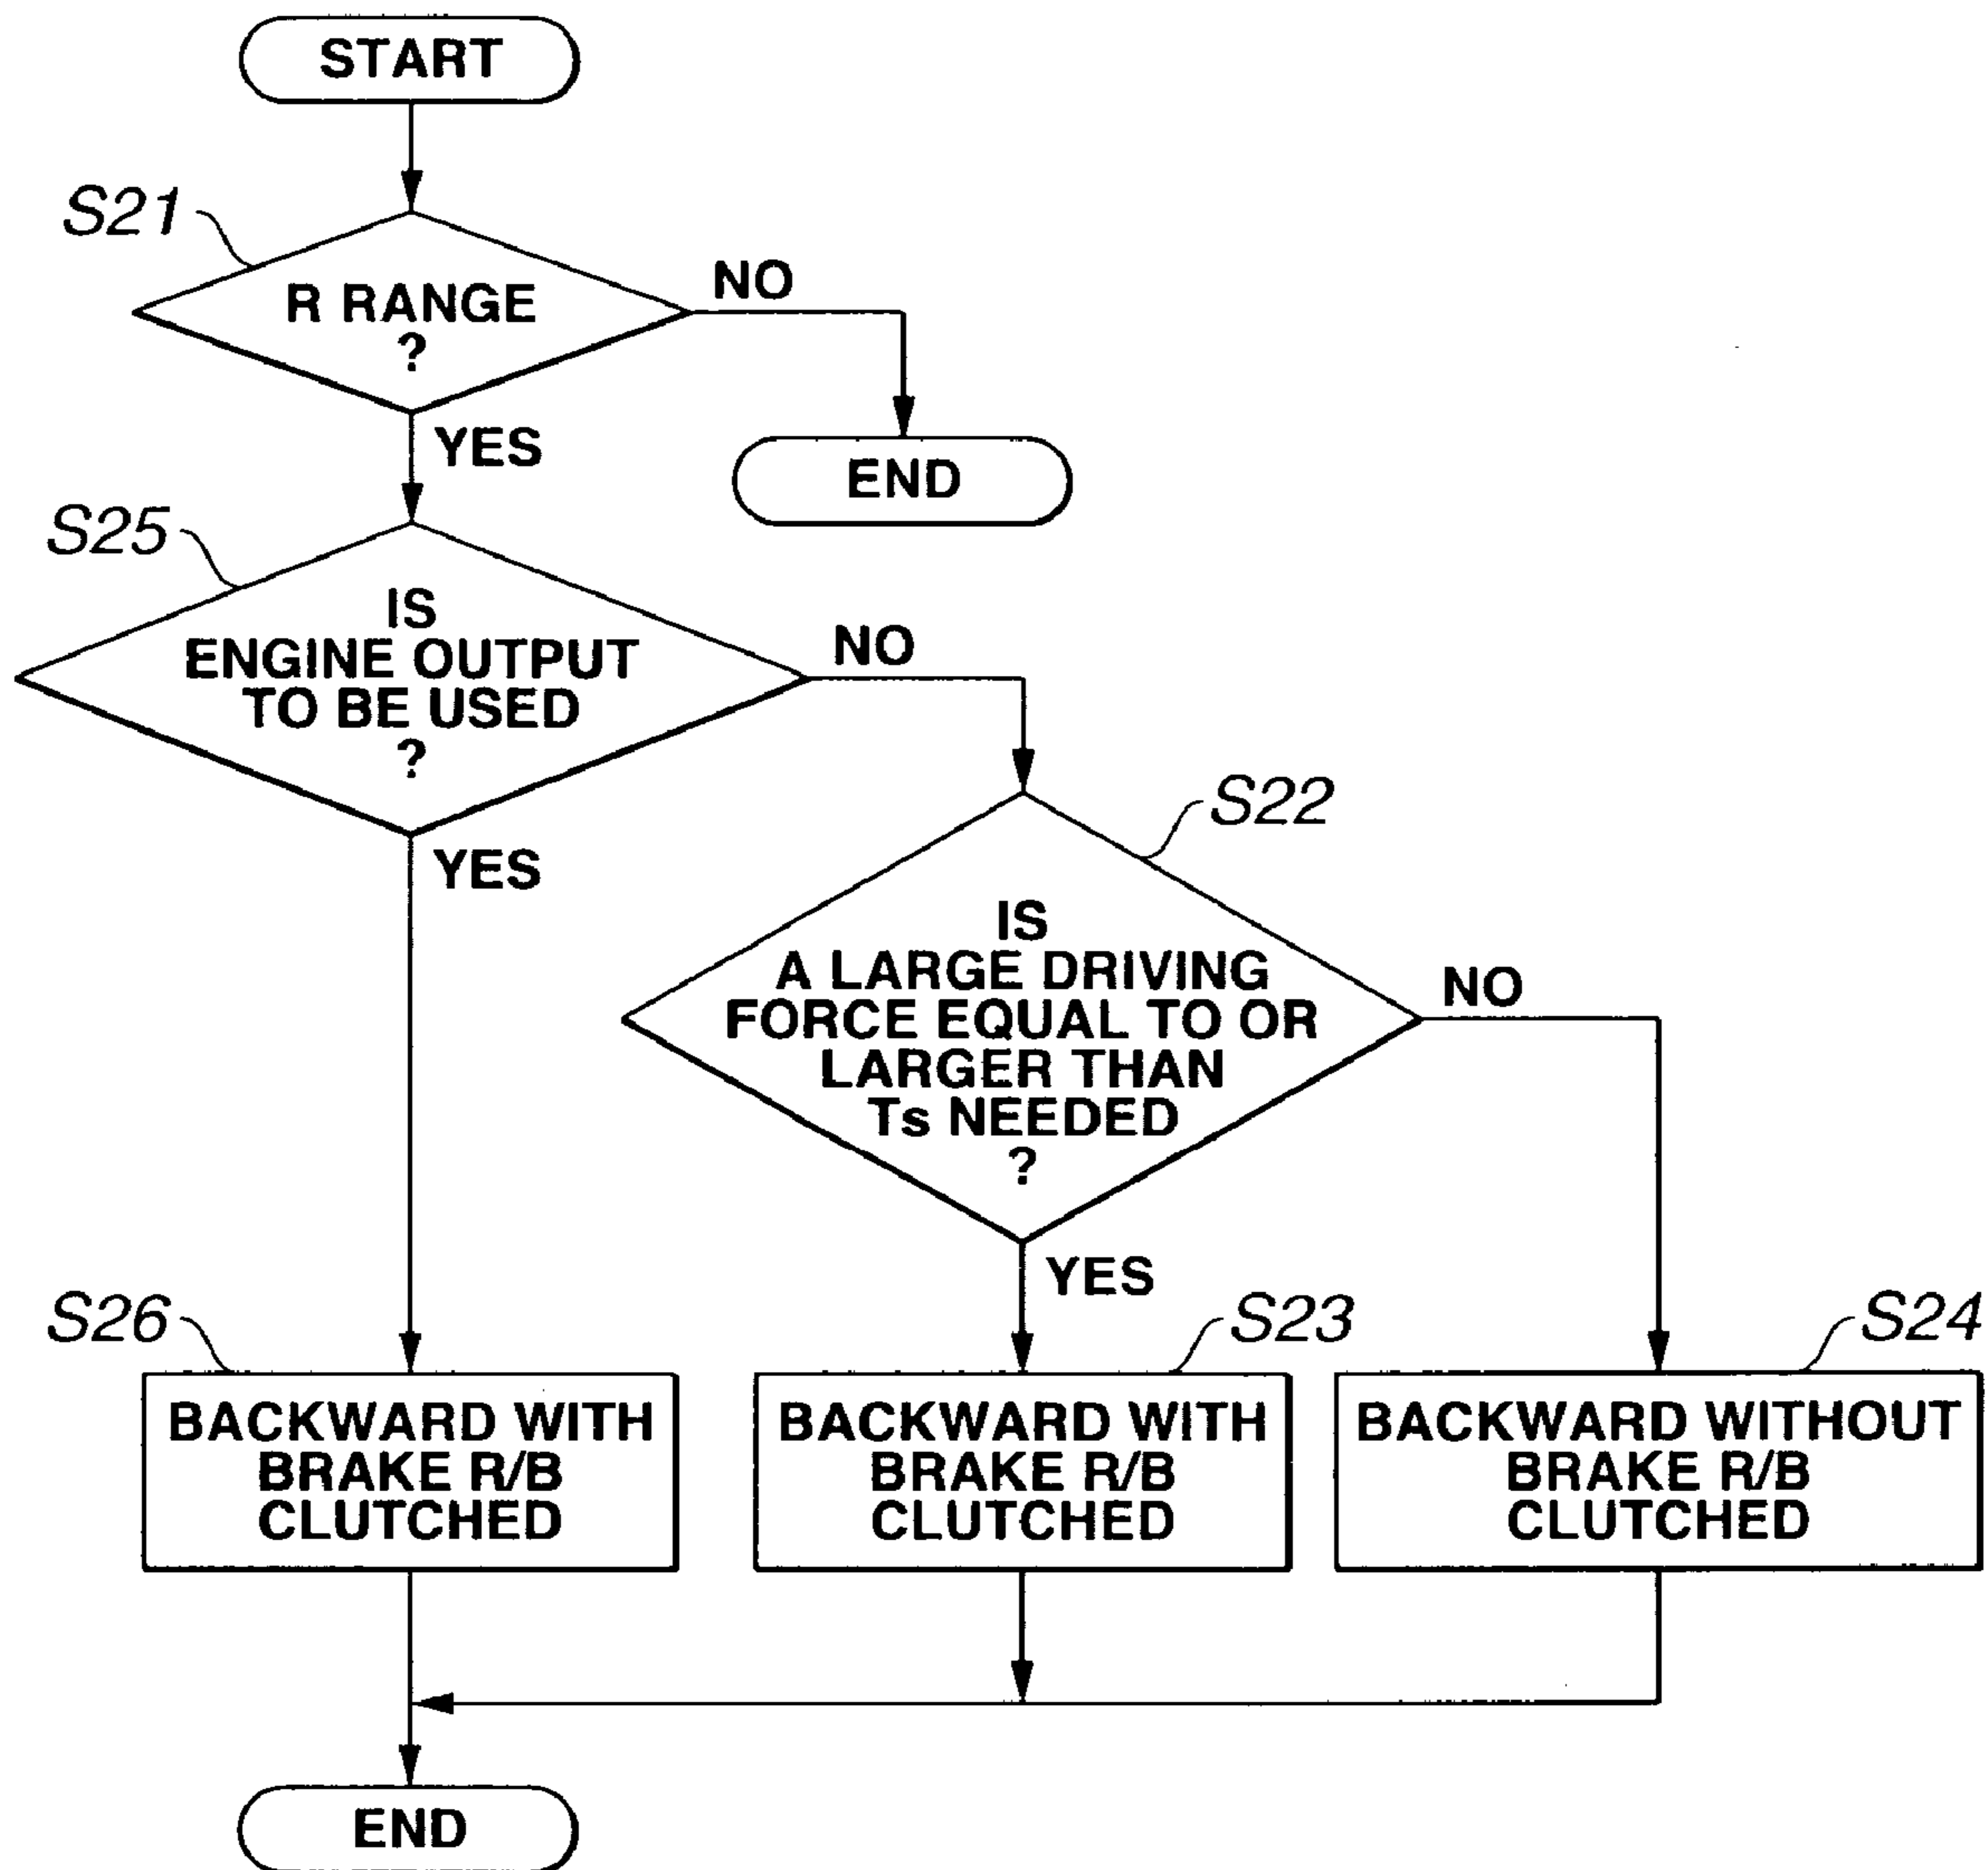 START
S21
R RANGE
?
NO
YES
END
S25
IS
ENGINE OUTPUT
TO BE USED
?
NO
YES
S22
IS
A LARGE DRIVING
FORCE EQUAL TO OR
LARGER THAN
Ts NEEDED
?
NO
YES
S26
BACKWARD WITH
BRAKE R/B
CLUTCHED
S23
BACKWARD WITH
BRAKE R/B
CLUTCHED
S24
BACKWARD WITHOUT
BRAKE R/B
CLUTCHED
END